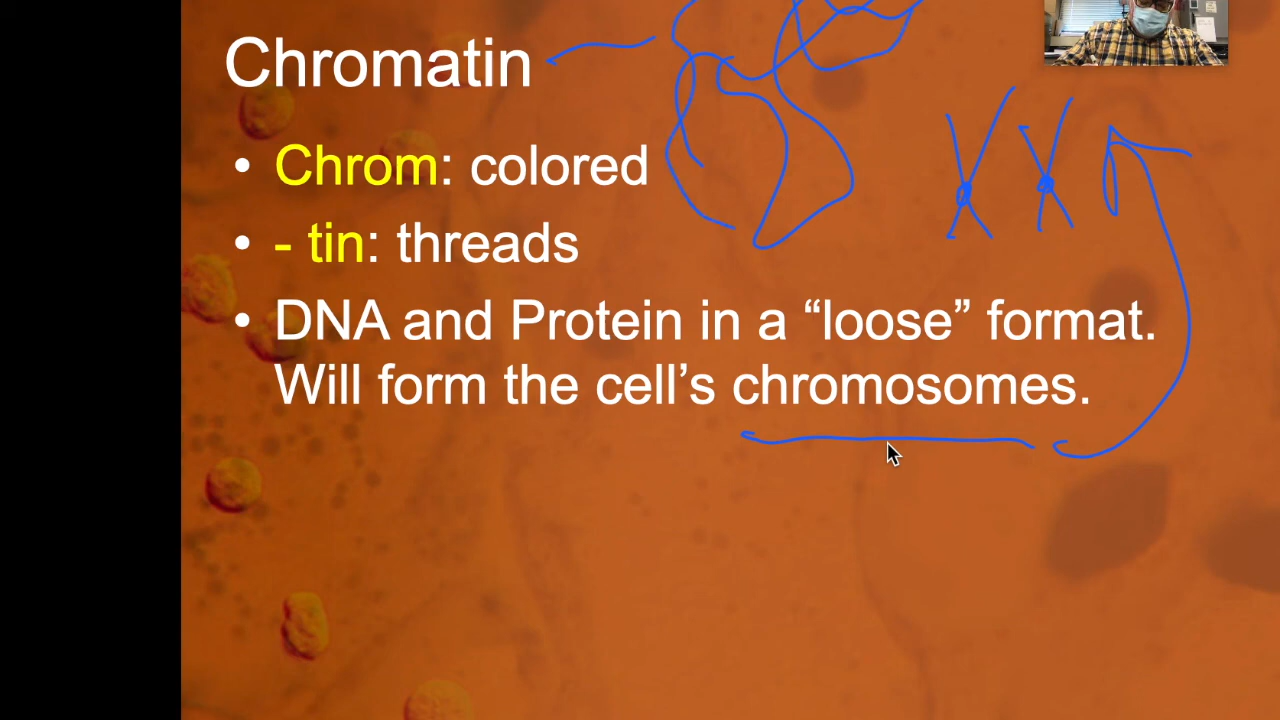 Chromatin
• Chrom: colored
• - tin: threads
• DNA and Protein in a “loose” format.
Will form the cell’s chromosomes.